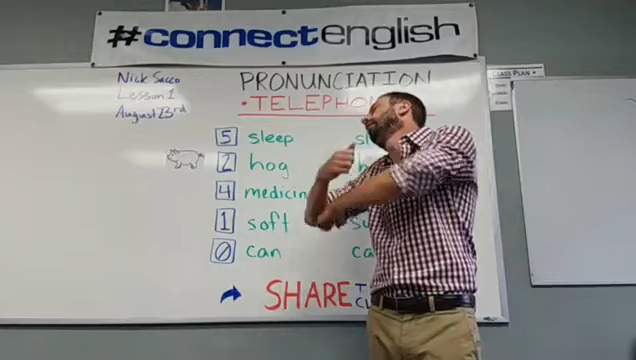 #connectenglish
CLASS PLAN
Nick Sacco
Lesson 1
August 23rd
PRONUNCIATION
• TELEPHO
5 sleep
2 hog
4 medicin
1 soft
0 can ca
SHARE